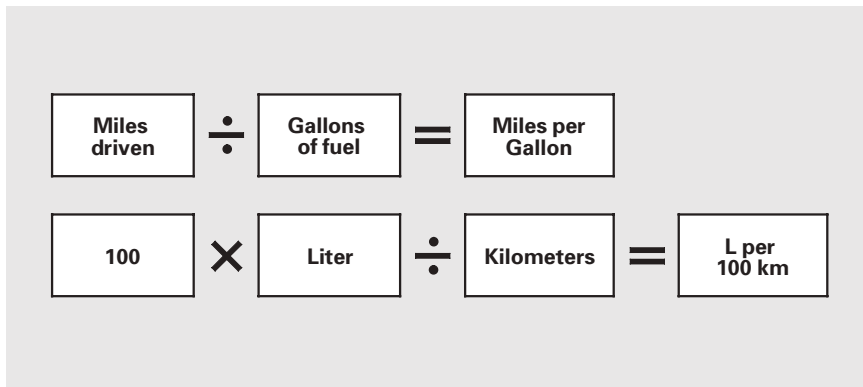 Miles driven ÷ Gallons of fuel = Miles per Gallon
100 × Liter ÷ Kilometers = L per 100 km